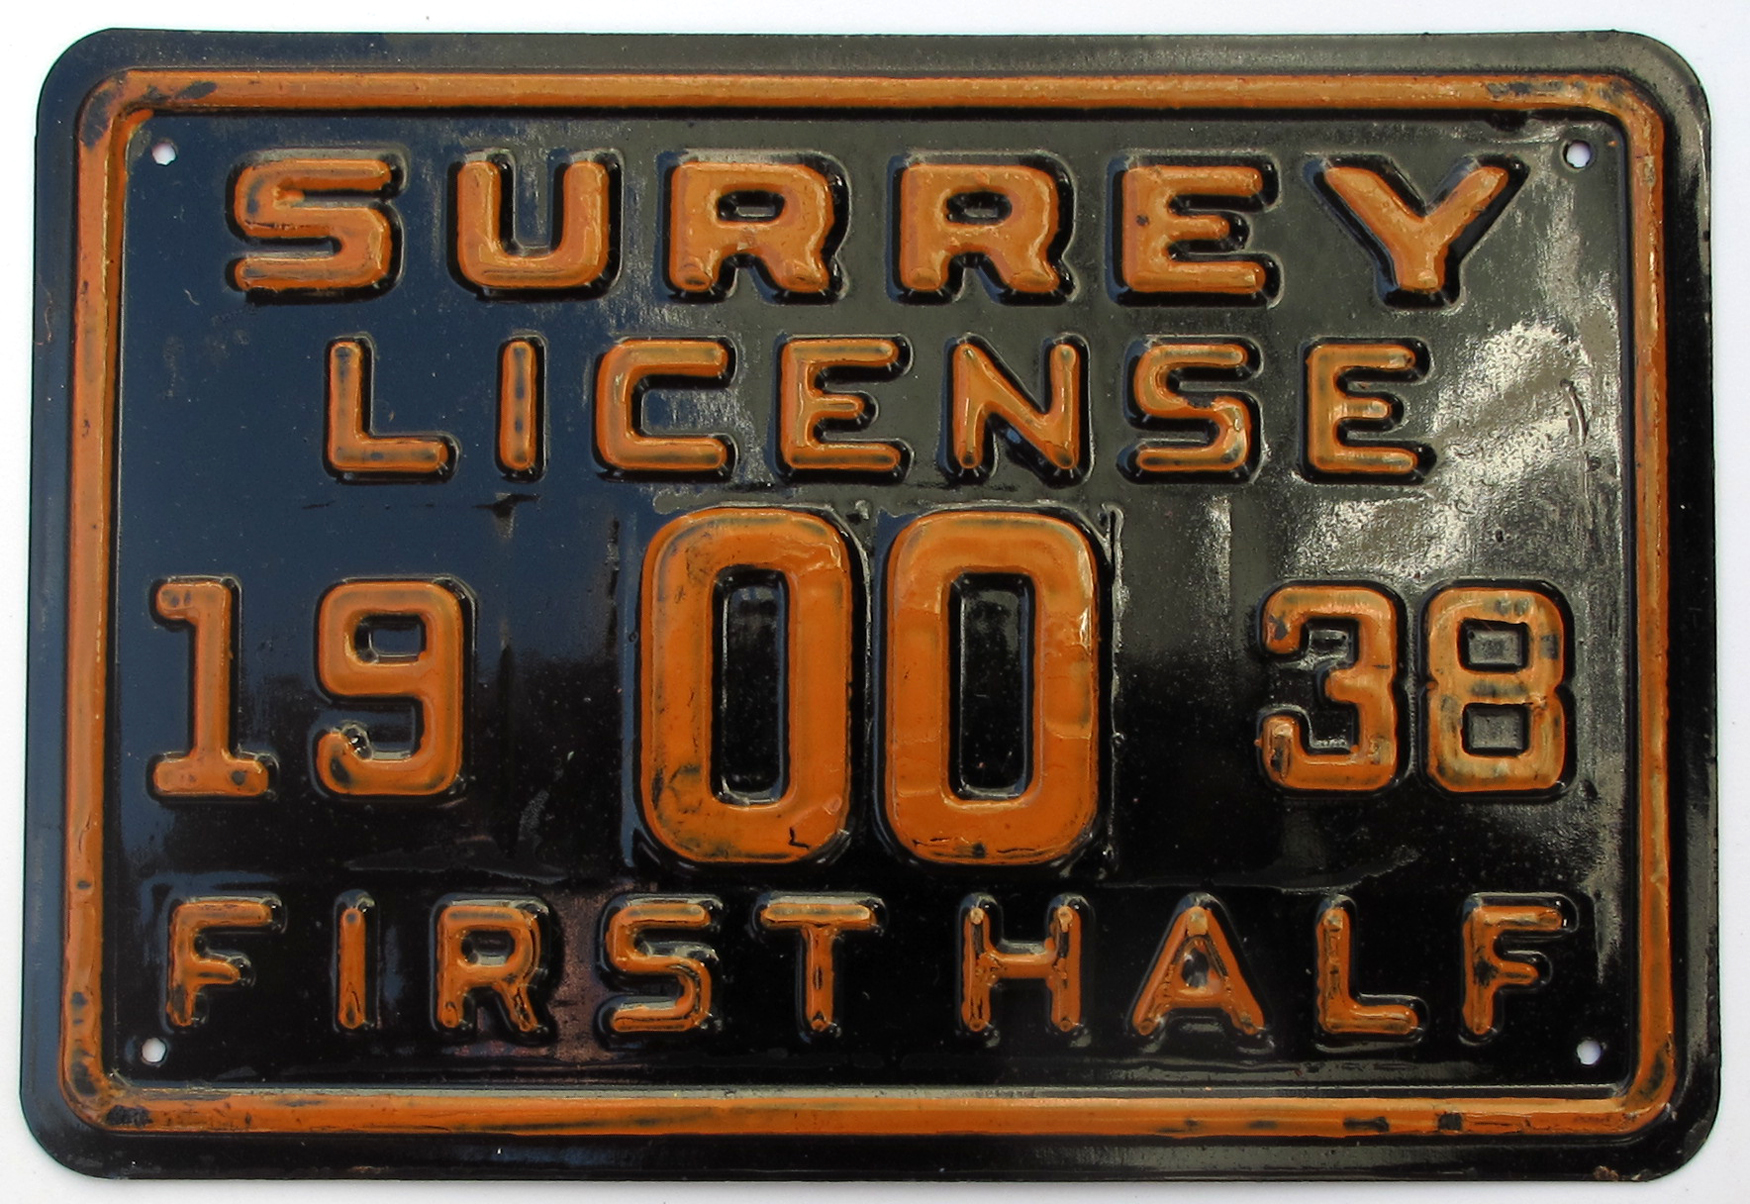 SURREY
LICENSE
19 00 38
FIRST HALF